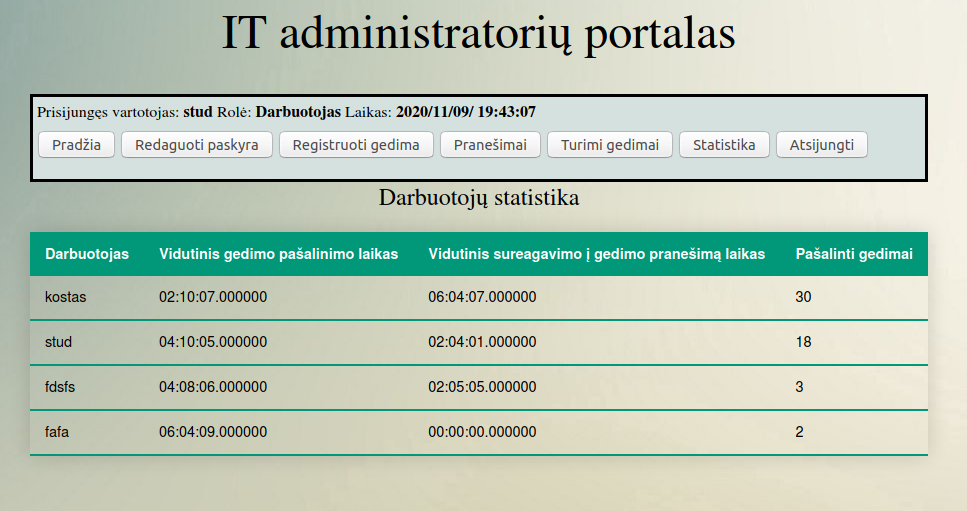 IT administratorių portalas
Prisijungęs vartotojas: stud Rolė: Darbuotojas Laikas: 2020/11/09/ 19:43:07
Pradžia Redaguoti paskyra Registruoti gedima Pranešimai Turimi gedimai Statistika Atsijungti
Darbuotojų statistika
Darbuotojas Vidutinis gedimo pašalinimo laikas Vidutinis sureagavimo į gedimo pranešimą laikas Pašalinti gedimai
kostas 02:10:07.000000 06:04:07.000000 30
stud 04:10:05.000000 02:04:01.000000 18
fdsfs 04:08:06.000000 02:05:05.000000 3
fafa 06:04:09.000000 00:00:00.000000 2